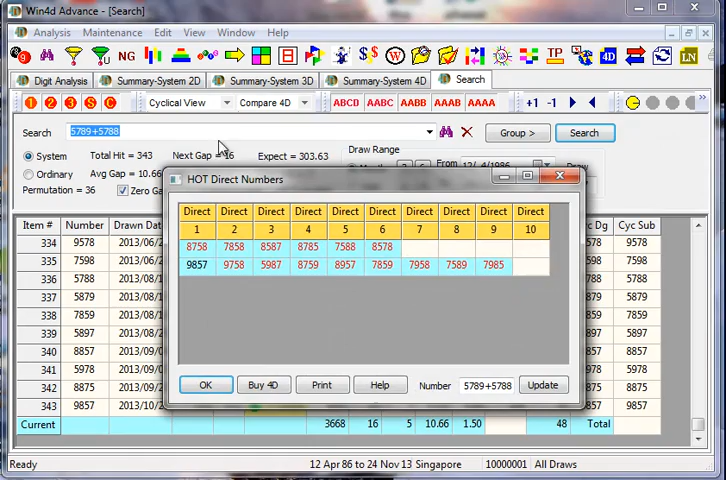 Win4d Advance - [Search]
Analysis Maintenance Edit View Window Help
NG TP 4D LN
Digit Analysis Summary-System 2D Summary-System 3D Summary-System 4D Search
1 2 3 S Cyclical View Compare 4D ABCD AABC AABB AAAB AAAA +1 -1
Search 5789+5788 Group > Search
System Total Hit = 343 Next Gap = 16 Expect = 303.63 Draw Range
Ordinary Avg Gap = 10.66 From 12/ 4/1986 Draw
Permutation = 36 Zero Gap
HOT Direct Numbers
Direct Direct Direct Direct Direct Direct Direct Direct Direct Direct
1 2 3 4 5 6 7 8 9 10
8758 7858 8587 8785 7588 8578
9857 9758 5987 8759 8957 7859 7958 7589 7985
OK Buy 4D Print Help Number 5789+5788 Update
Item # Number Drawn Date Cyc Dg Cyc Sub
334 9578 2013/06/2 9578
335 7598 2013/06/2 7598
336 5788 2013/08/ 5788
337 5879 2013/08/1 5879
338 5879 2013/08/1 5879
339 5897 2013/08/2 5897
340 8857 2013/09/0 8857
341 5978 2013/09/0 5978
342 8875 2013/09/2 8875
343 9857 2013/10/2 9857
Current 3668 16 5 10.66 1.50 48 Total
Ready 12 Apr 86 to 24 Nov 13 Singapore 10000001 All Draws